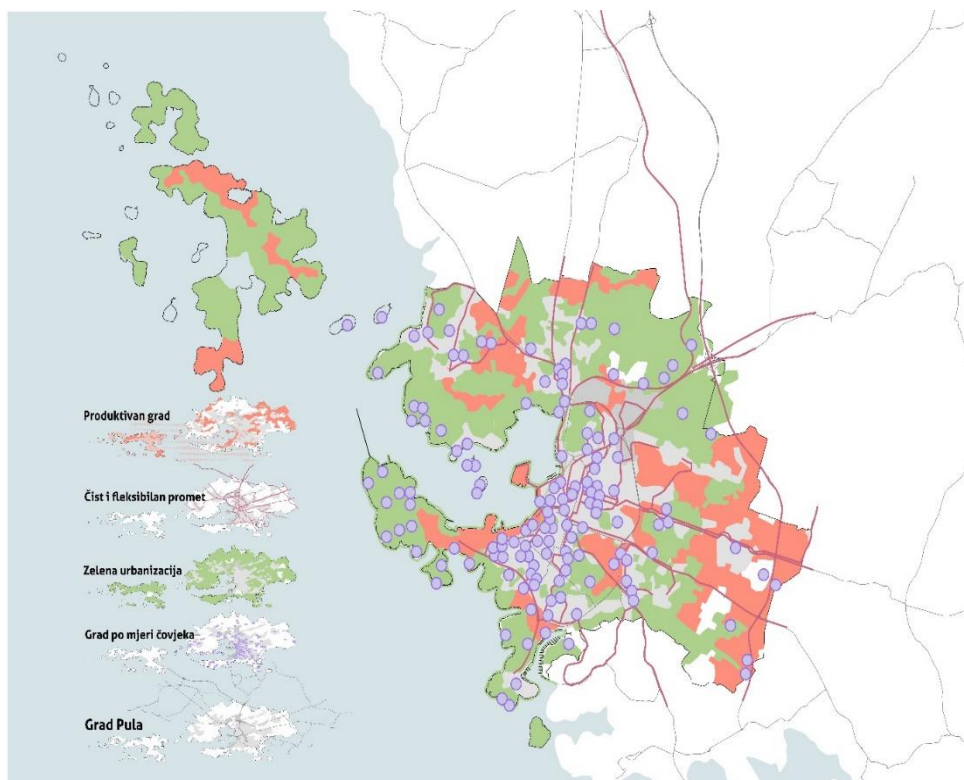 Produktivan grad
Čist i fleksibilan promet
Zelena urbanizacija
Grad po mjeri čovjeka
Grad Pula